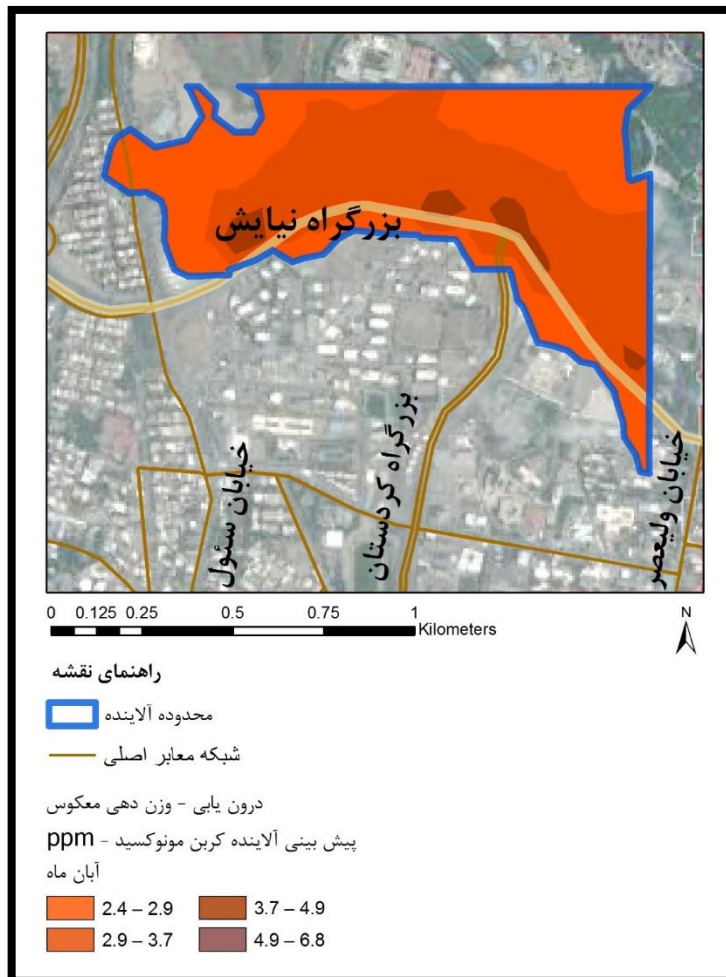 بزرگراه نیایش
خیابان سئول
بزرگراه کردستان
خیابان ولیعصر
0 0.125 0.25 0.5 0.75 1
Kilometers
N
راهنمای نقشه
محدوده آلاینده
شبکه معابر اصلی
درون یابی - وزن دهی معکوس
پیش بینی آلاینده کربن مونوکسید - ppm
آبان ماه
2.4 – 2.9 3.7 – 4.9
2.9 – 3.7 4.9 – 6.8